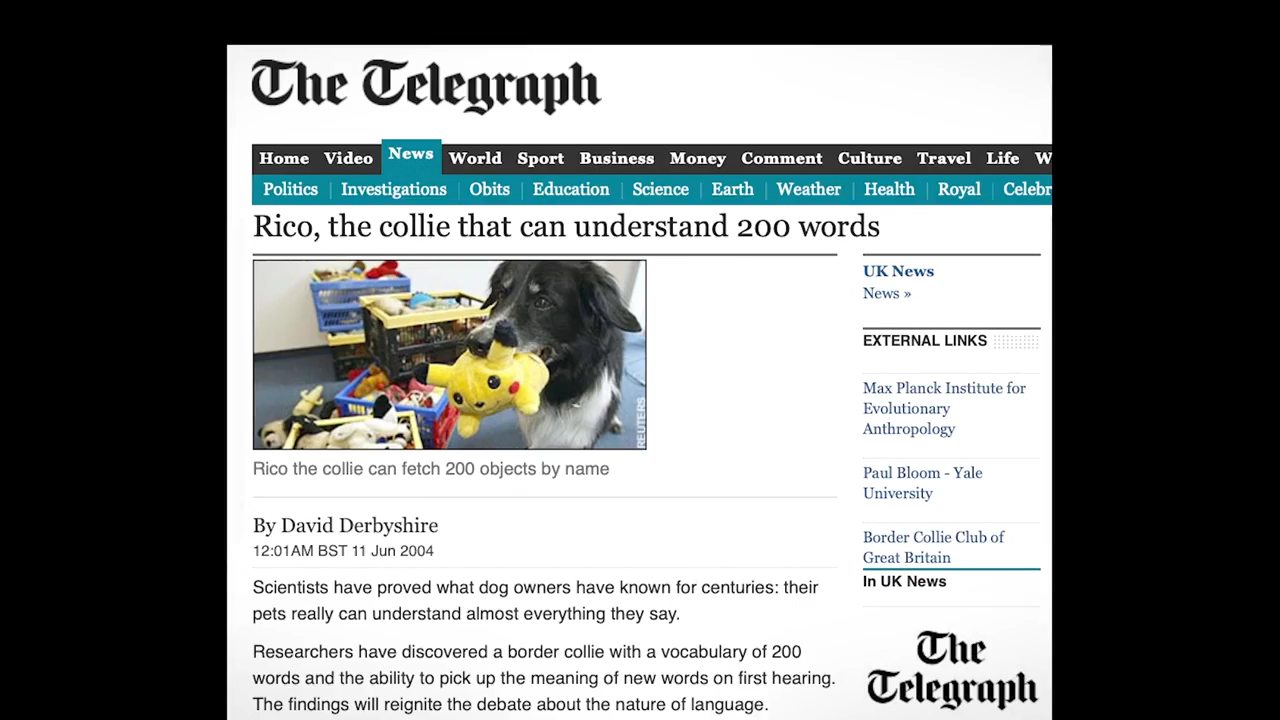 The Telegraph
Home Video News World Sport Business Money Comment Culture Travel Life W
Politics Investigations Obits Education Science Earth Weather Health Royal Celebr
Rico, the collie that can understand 200 words
REUTERS
Rico the collie can fetch 200 objects by name
By David Derbyshire
12:01AM BST 11 Jun 2004
Scientists have proved what dog owners have known for centuries: their
pets really can understand almost everything they say.
Researchers have discovered a border collie with a vocabulary of 200
words and the ability to pick up the meaning of new words on first hearing.
The findings will reignite the debate about the nature of language.
UK News
News »
EXTERNAL LINKS
Max Planck Institute for
Evolutionary
Anthropology
Paul Bloom - Yale
University
Border Collie Club of
Great Britain
In UK News
The
Telegraph